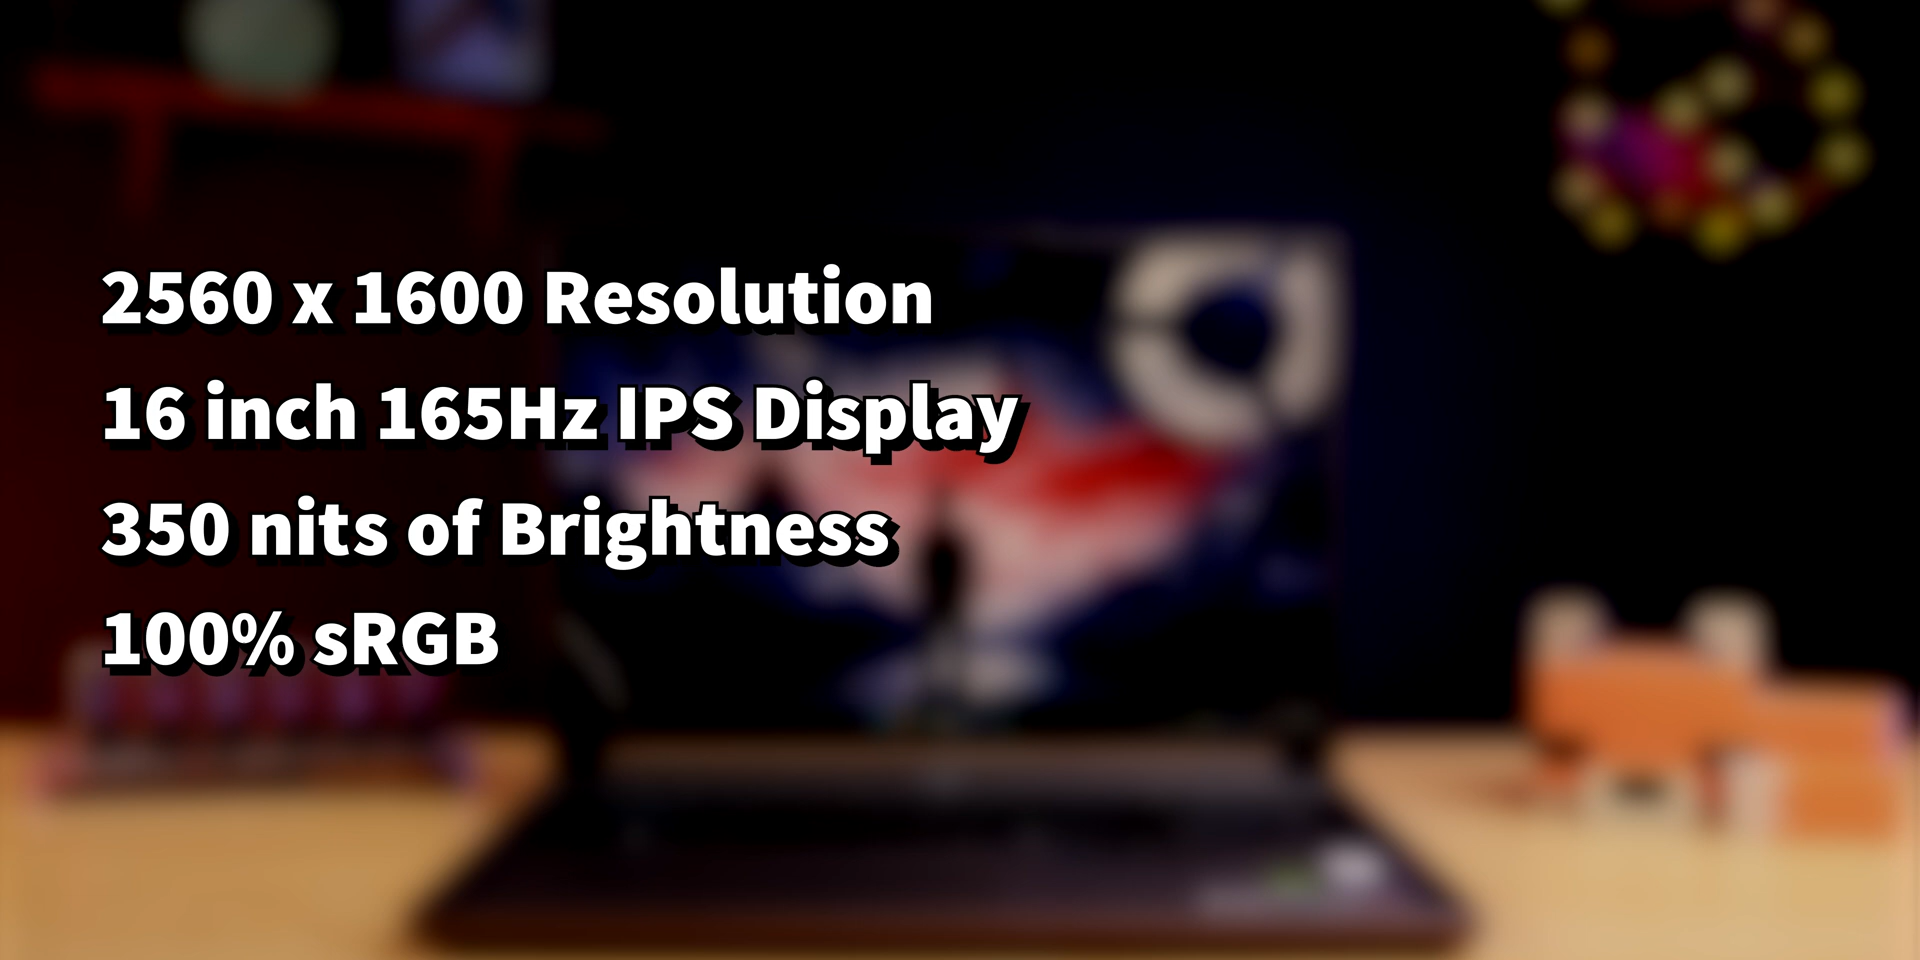 2560 x 1600 Resolution
16 inch 165Hz IPS Display
350 nits of Brightness
100% sRGB